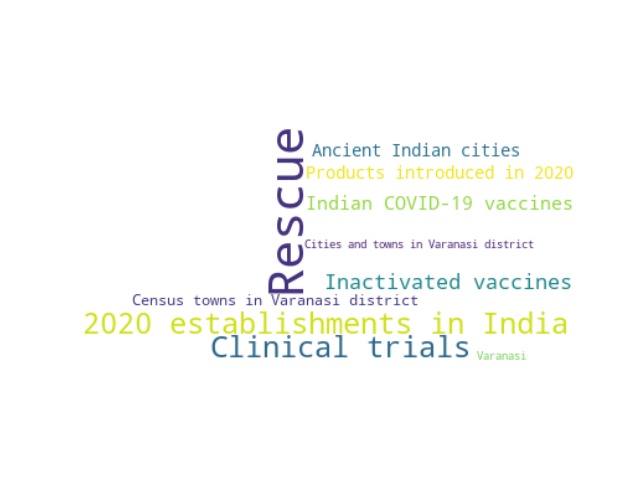 Rescue
Ancient Indian cities
Products introduced in 2020
Indian COVID-19 vaccines
Cities and towns in Varanasi district
Inactivated vaccines
Census towns in Varanasi district
2020 establishments in India
Clinical trials
Varanasi